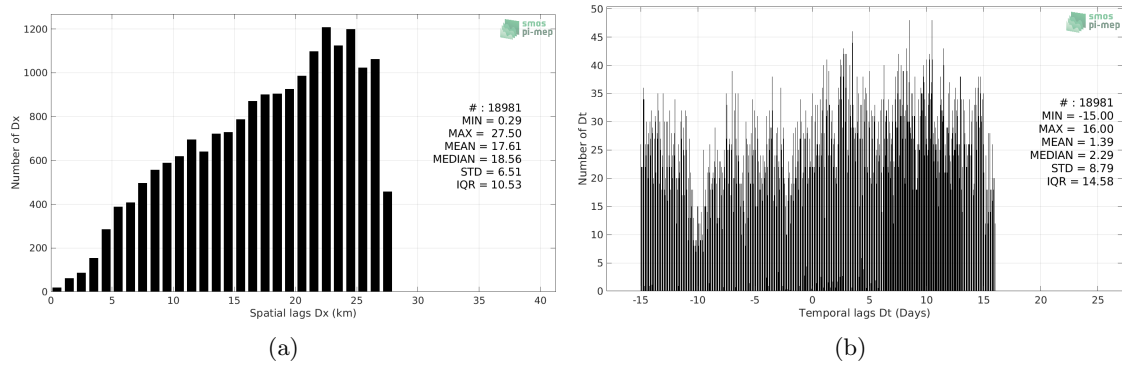 1200
1000
800
600
400
200
0
Number of Dx
0 5 10 15 20 25 30 35 40
Spatial lags Dx (km)
smos
pi-mep
# : 18981
MIN = 0.29
MAX = 27.50
MEAN = 17.61
MEDIAN = 18.56
STD = 6.51
IQR = 10.53
(a)
50
45
40
35
30
25
20
15
10
5
0
Number of Dt
-15 -10 -5 0 5 10 15 20 25
Temporal lags Dt (Days)
smos
pi-mep
# : 18981
MIN = -15.00
MAX = 16.00
MEAN = 1.39
MEDIAN = 2.29
STD = 8.79
IQR = 14.58
(b)